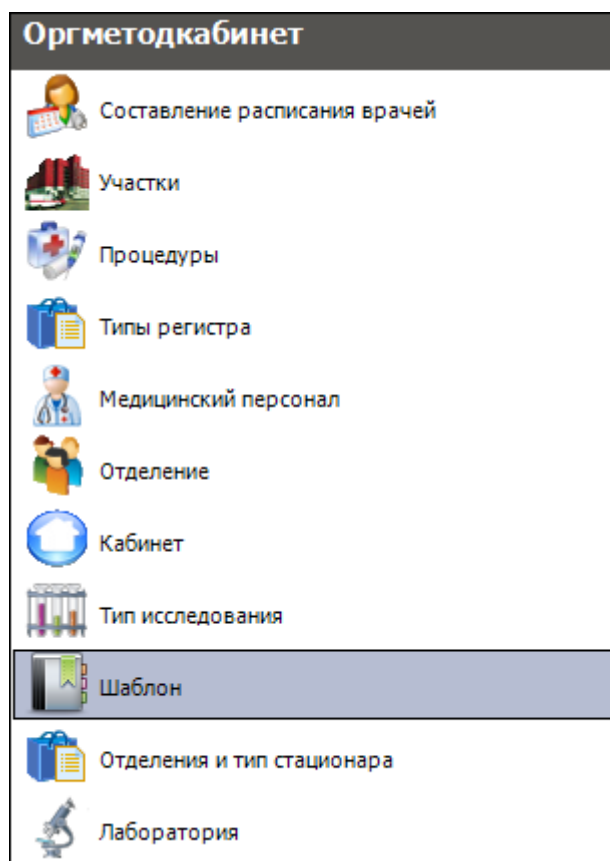 Оргметодкабинет
Составление расписания врачей
Участки
Процедуры
Типы регистра
Медицинский персонал
Отделение
Кабинет
Тип исследования
Шаблон
Отделения и тип стационара
Лаборатория